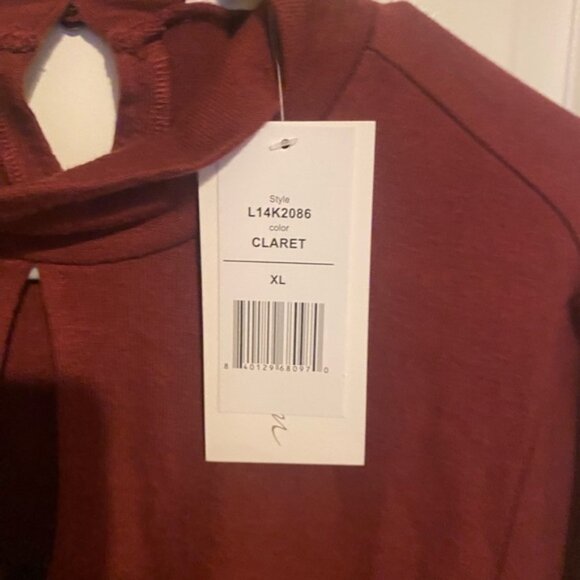 Style
L14K2086
color
CLARET
XL
8 40129 68097 0